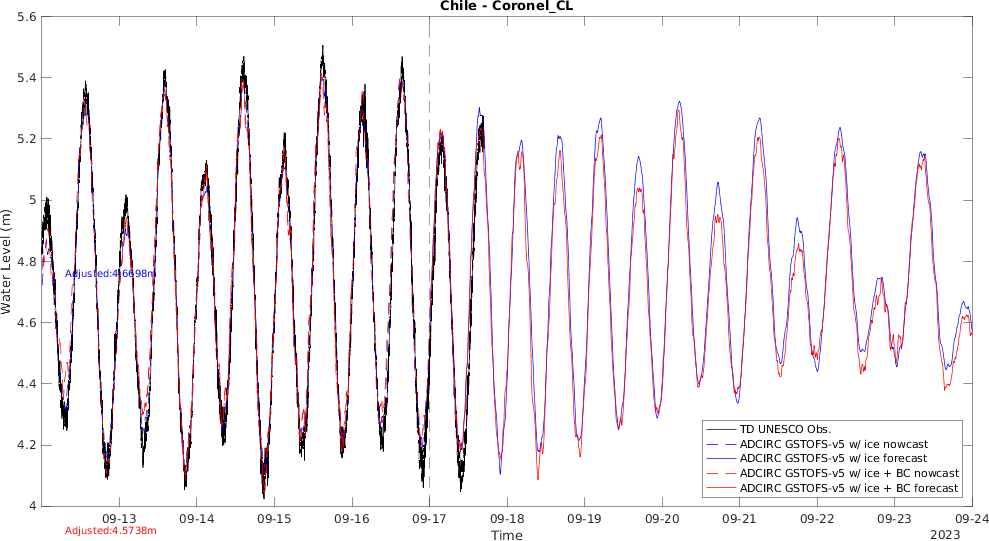 Chile - Coronel_CL
5.6
5.4
5.2
5
4.8
4.6
4.4
4.2
4
Water Level (m)
Adjusted:4.6698m
Adjusted:4.5738m
TD UNESCO Obs.
ADCIRC GSTOFS-v5 w/ ice nowcast
ADCIRC GSTOFS-v5 w/ ice forecast
ADCIRC GSTOFS-v5 w/ ice + BC nowcast
ADCIRC GSTOFS-v5 w/ ice + BC forecast
09-13 09-14 09-15 09-16 09-17 09-18 09-19 09-20 09-21 09-22 09-23 09-24
Time
2023